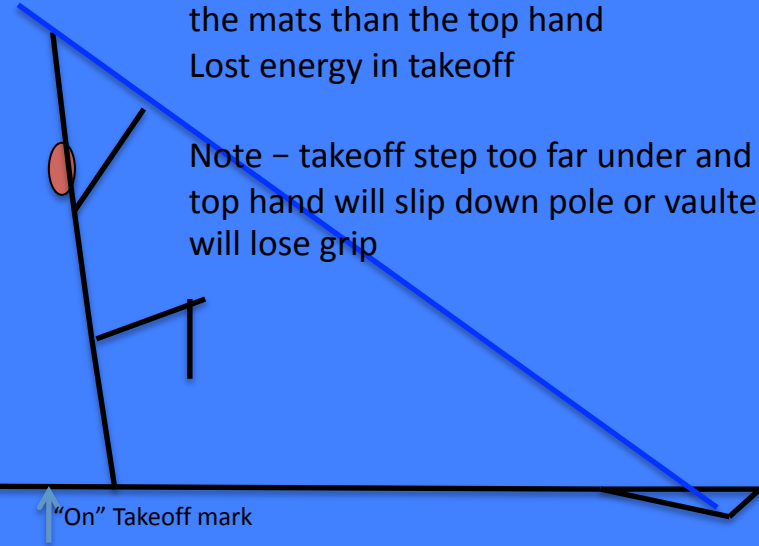 the mats than the top hand
Lost energy in takeoff
Note – takeoff step too far under and
top hand will slip down pole or vaulte
will lose grip
“On” Takeoff mark